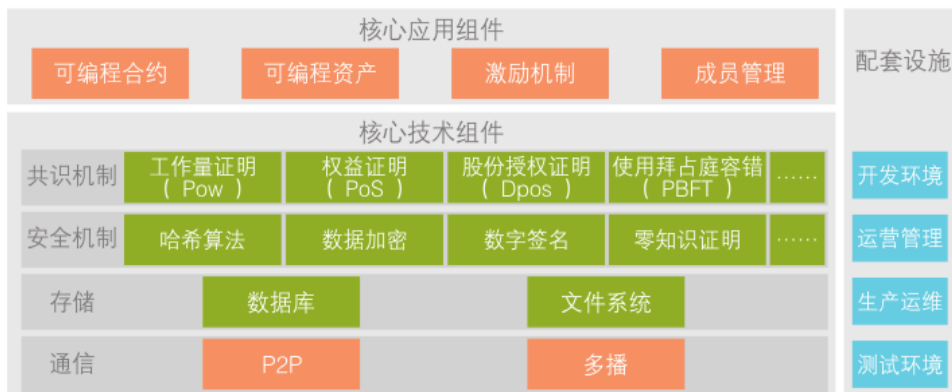 核心应用组件
可编程合约
可编程资产
激励机制
成员管理
核心技术组件
共识机制
工作量证明
( Pow )
权益证明
( PoS )
股份授权证明
( Dpos )
使用拜占庭容错
( PBFT )
……
安全机制
哈希算法
数据加密
数字签名
零知识证明
……
存储
数据库
文件系统
通信
P2P
多播
配套设施
开发环境
运营管理
生产运维
测试环境